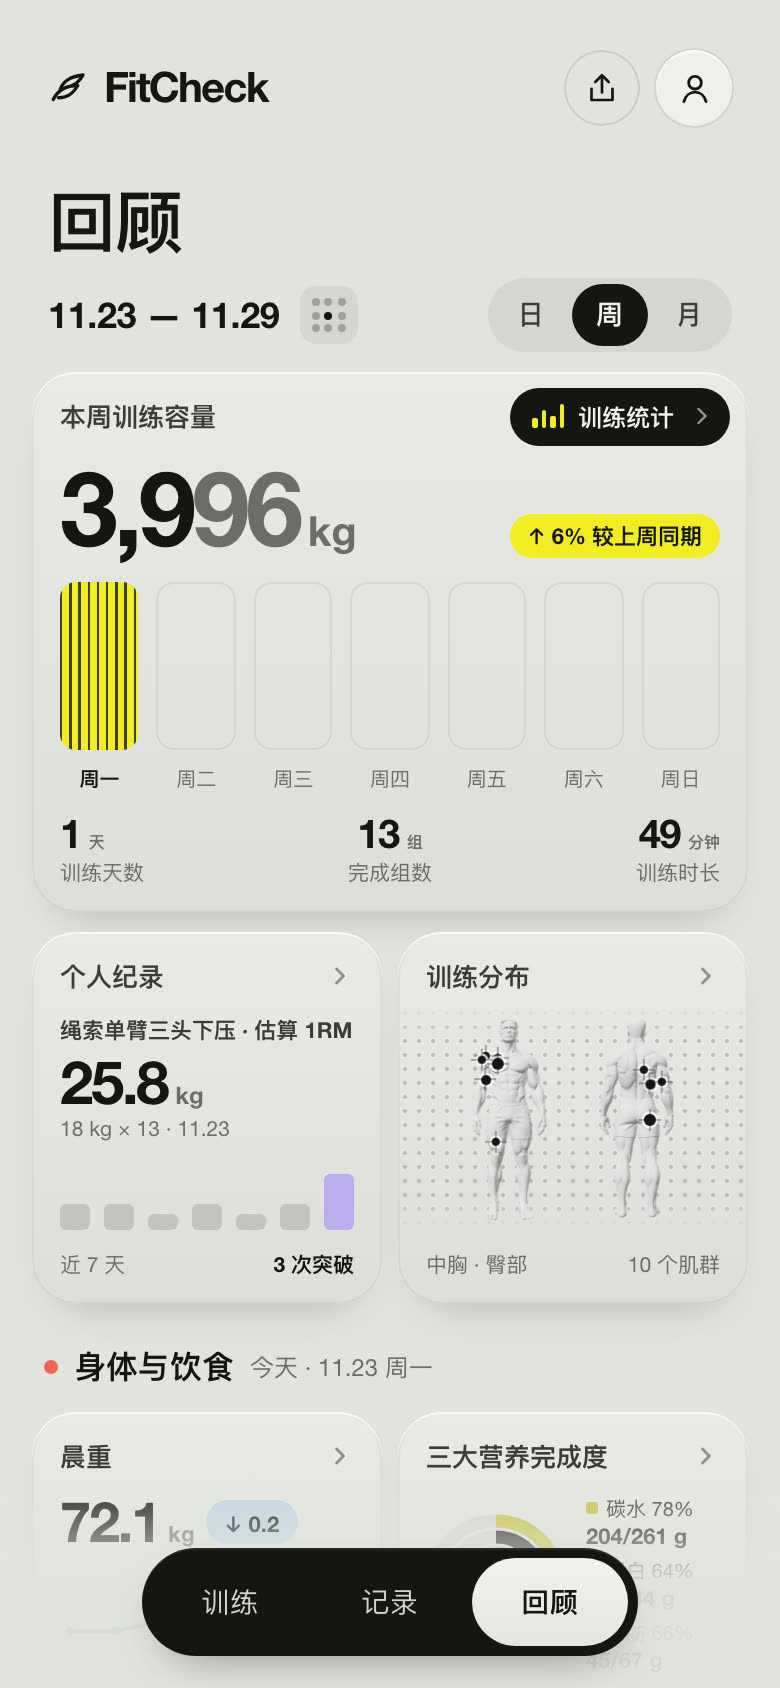 FitCheck
回顾
11.23 — 11.29
日 周 月
本周训练容量
训练统计
3,996 kg
↑ 6% 较上周同期
周一 周二 周三 周四 周五 周六 周日
1 天 13 组 49 分钟
训练天数 完成组数 训练时长
个人纪录
绳索单臂三头下压 · 估算 1RM
25.8 kg
18 kg × 13 · 11.23
近 7 天 3 次突破
训练分布
中胸 · 臀部 10 个肌群
身体与饮食 今天 · 11.23 周一
晨重
72.1 kg ↓ 0.2
三大营养完成度
碳水 78%
204/261 g
白 64%
4 g
66%
45/67 g
训练 记录 回顾